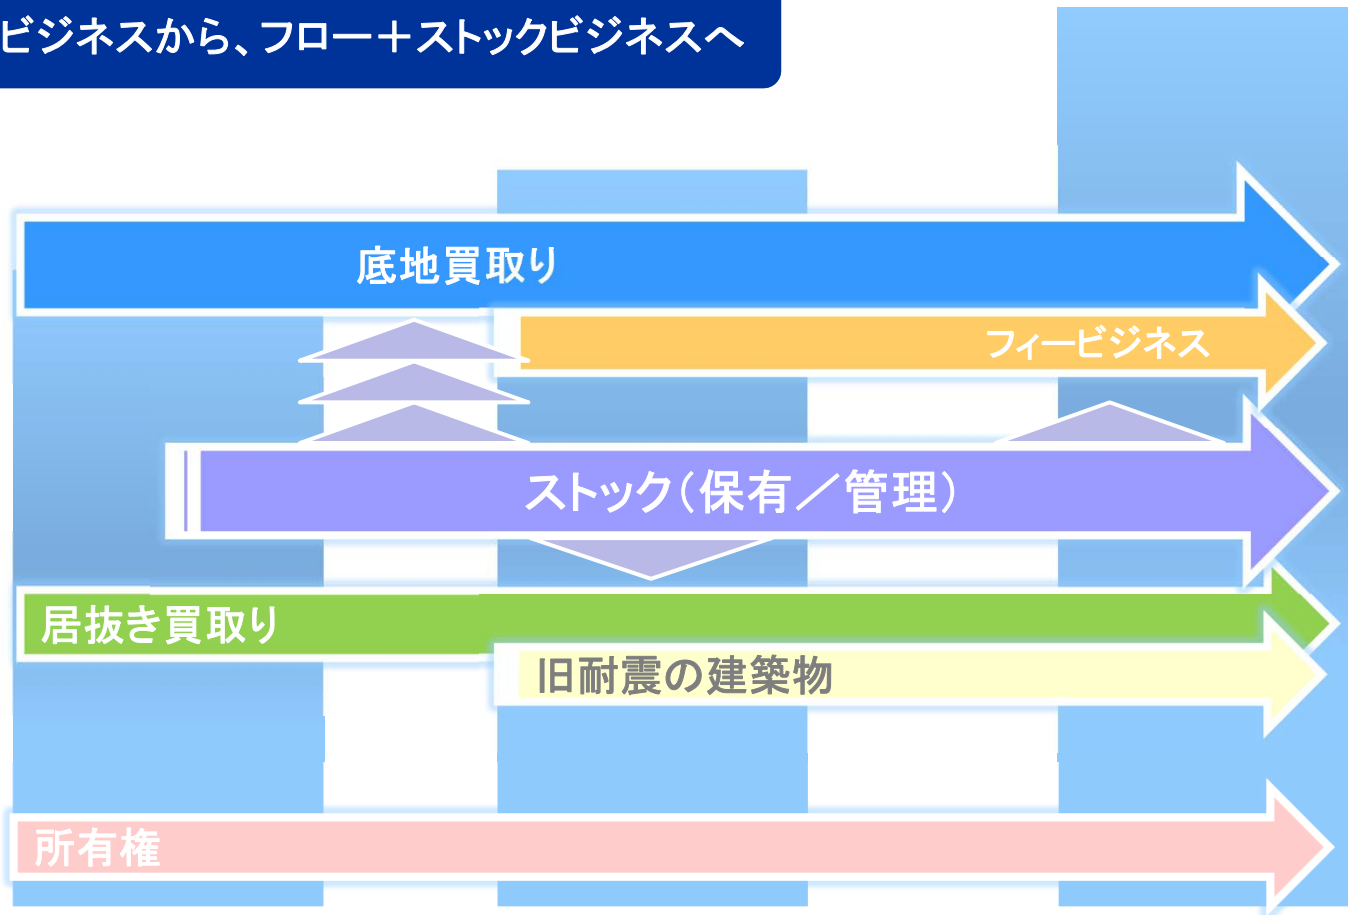 ビジネスから、フロー＋ストックビジネスへ
底地買取り
フィービジネス
ストック（保有／管理）
居抜き買取り
旧耐震の建築物
所有権